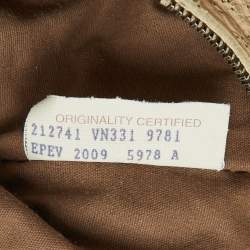 ORIGINALITY CERTIFIED
212741 VN331 9781
EPEV 2009 5978 A